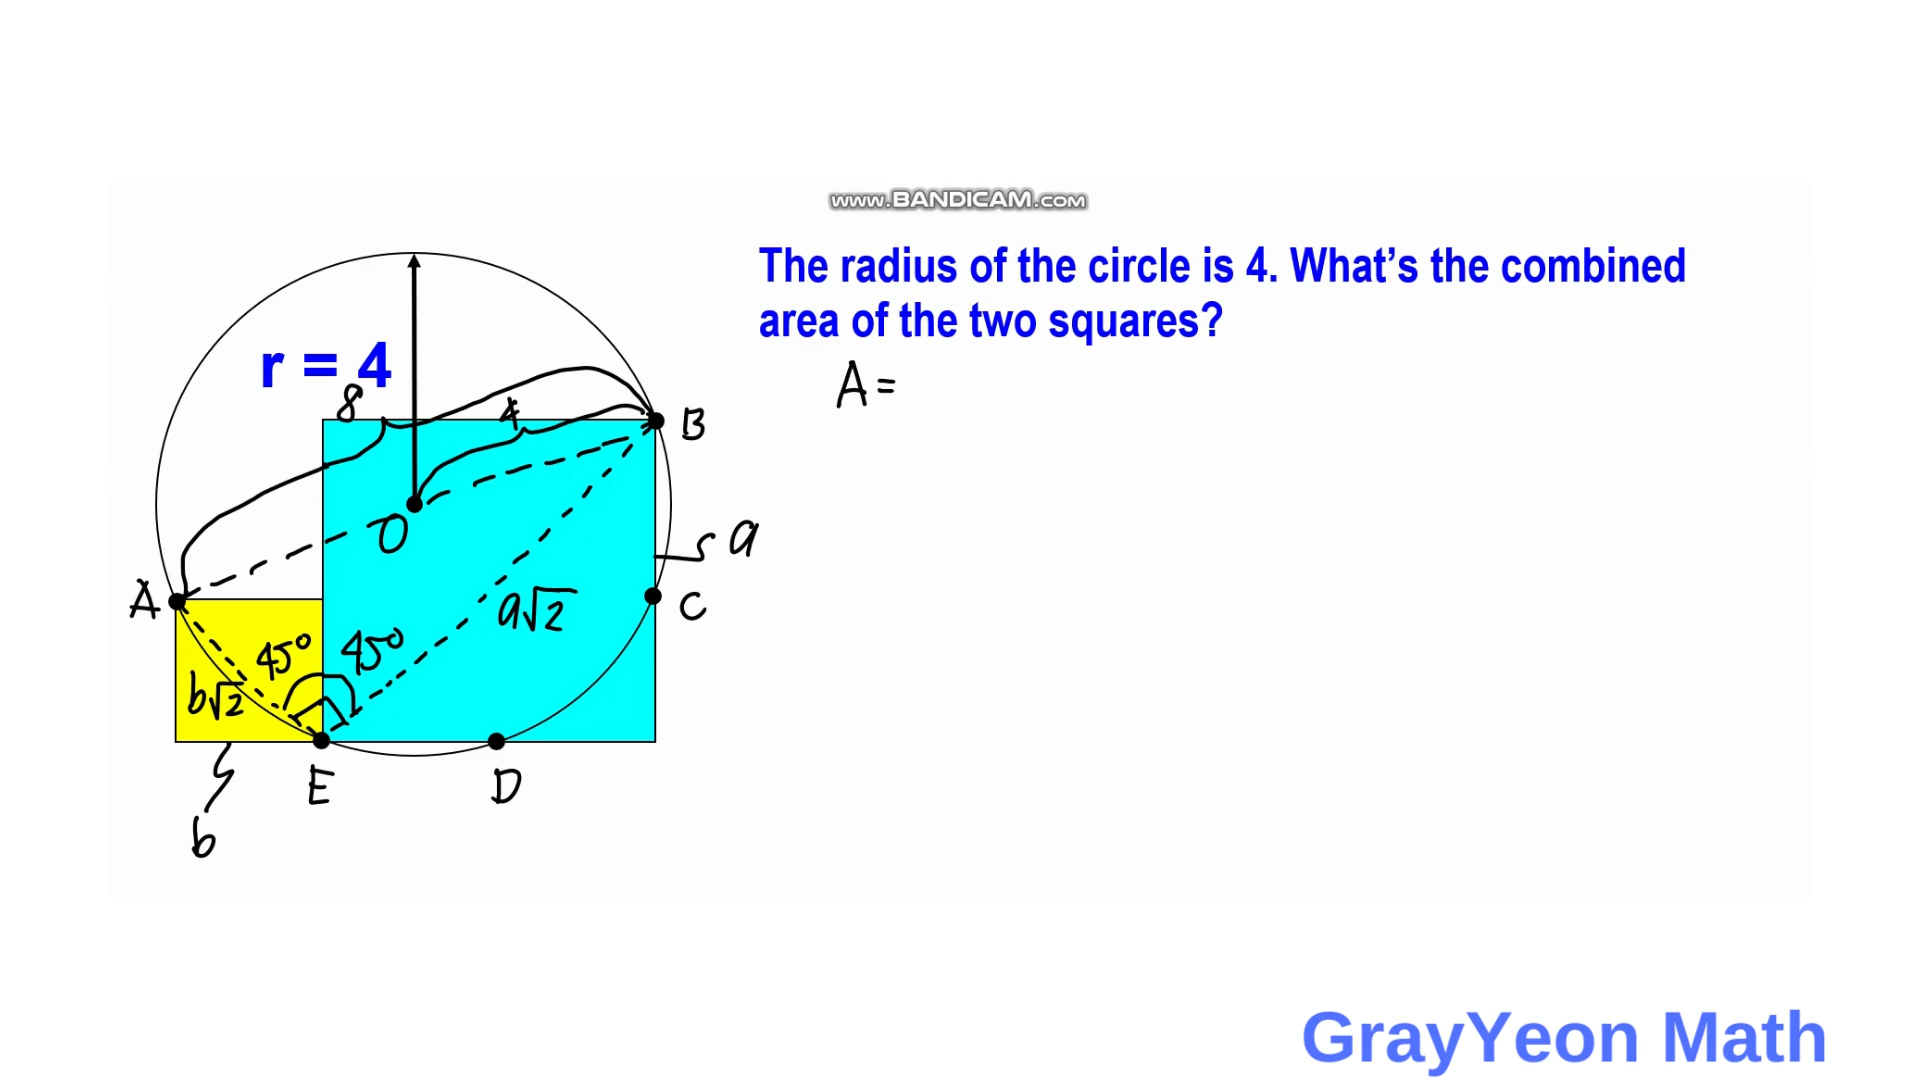 www.BANDICAM.com
The radius of the circle is 4. What's the combined
area of the two squares?
A =
r = 4
8
4
B
O
a
A
C
a√2
45° 45°
b√2
E
D
b
GrayYeon Math